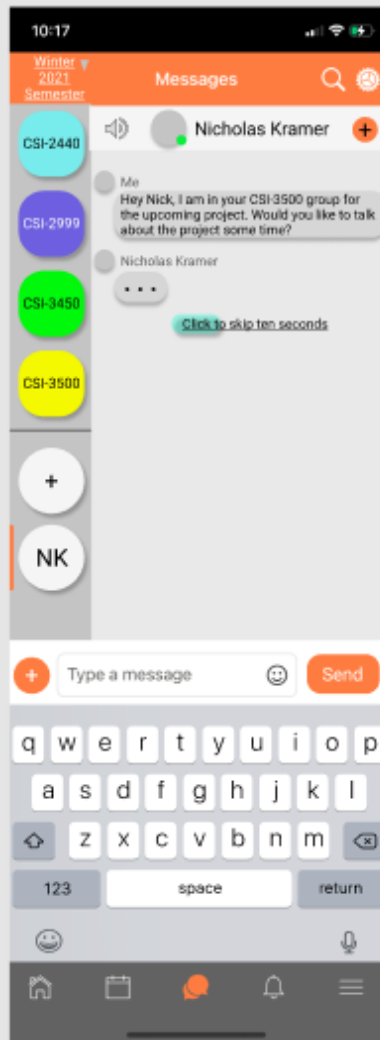 10:17
Winter
2021
Semester
Messages
CSI-2440
CSI-2999
CSI-3450
CSI-3500
+
NK
Nicholas Kramer
+
Me
Hey Nick, I am in your CSI-3500 group for
the upcoming project. Would you like to talk
about the project some time?
Nicholas Kramer
...
Click to skip ten seconds
+
Type a message
Send
q w e r t y u i o p
a s d f g h j k l
z x c v b n m
123 space return